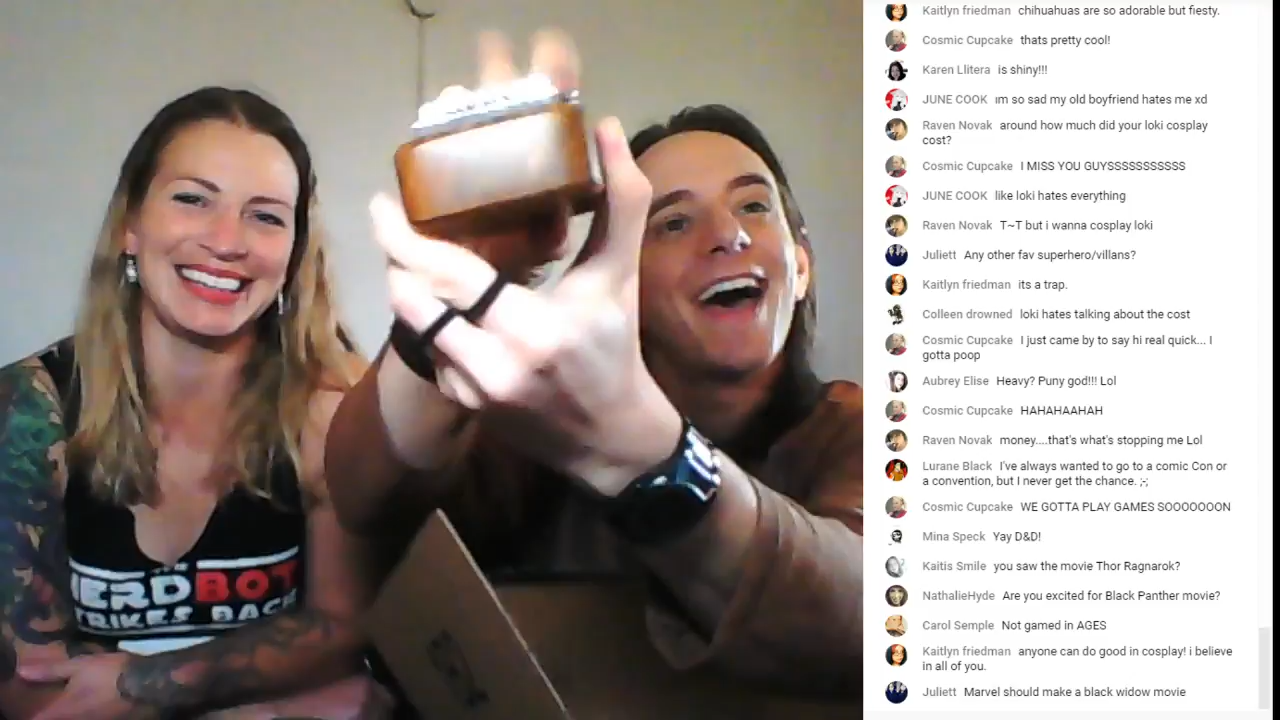 THE
NERDBOT
STRIKES BACK
Kaitlyn friedman chihuahuas are so adorable but fiesty.
Cosmic Cupcake thats pretty cool!
Karen Llitera is shiny!!!
JUNE COOK ım so sad my old boyfriend hates me xd
Raven Novak around how much did your loki cosplay
cost?
Cosmic Cupcake I MISS YOU GUYSSSSSSSSSSS
JUNE COOK like loki hates everything
Raven Novak T~T but i wanna cosplay loki
Juliett Any other fav superhero/villans?
Kaitlyn friedman its a trap.
Colleen drowned loki hates talking about the cost
Cosmic Cupcake I just came by to say hi real quick... I
gotta poop
Aubrey Elise Heavy? Puny god!!! Lol
Cosmic Cupcake HAHAHAAHAH
Raven Novak money....that's what's stopping me Lol
Lurane Black I've always wanted to go to a comic Con or
a convention, but I never get the chance. ;-;
Cosmic Cupcake WE GOTTA PLAY GAMES SOOOOOOON
Mina Speck Yay D&D!
Kaitis Smile you saw the movie Thor Ragnarok?
NathalieHyde Are you excited for Black Panther movie?
Carol Semple Not gamed in AGES
Kaitlyn friedman anyone can do good in cosplay! i believe
in all of you.
Juliett Marvel should make a black widow movie